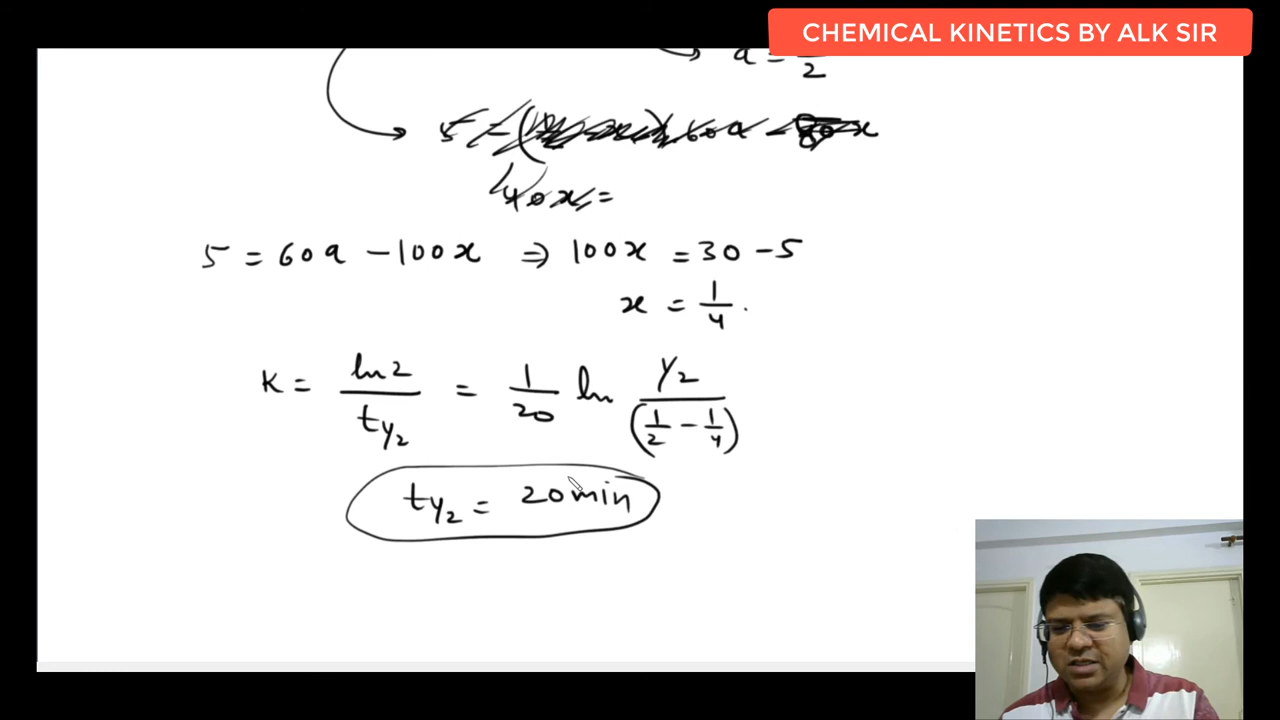 CHEMICAL KINETICS BY ALK SIR
a = /2
40x =
5 = 60a - 100x ⇒ 100x = 30 - 5
x = 1/4 .
K = ln2/t½ = 1/20 ln ½/(1/2 - 1/4)
t½ = 20 min